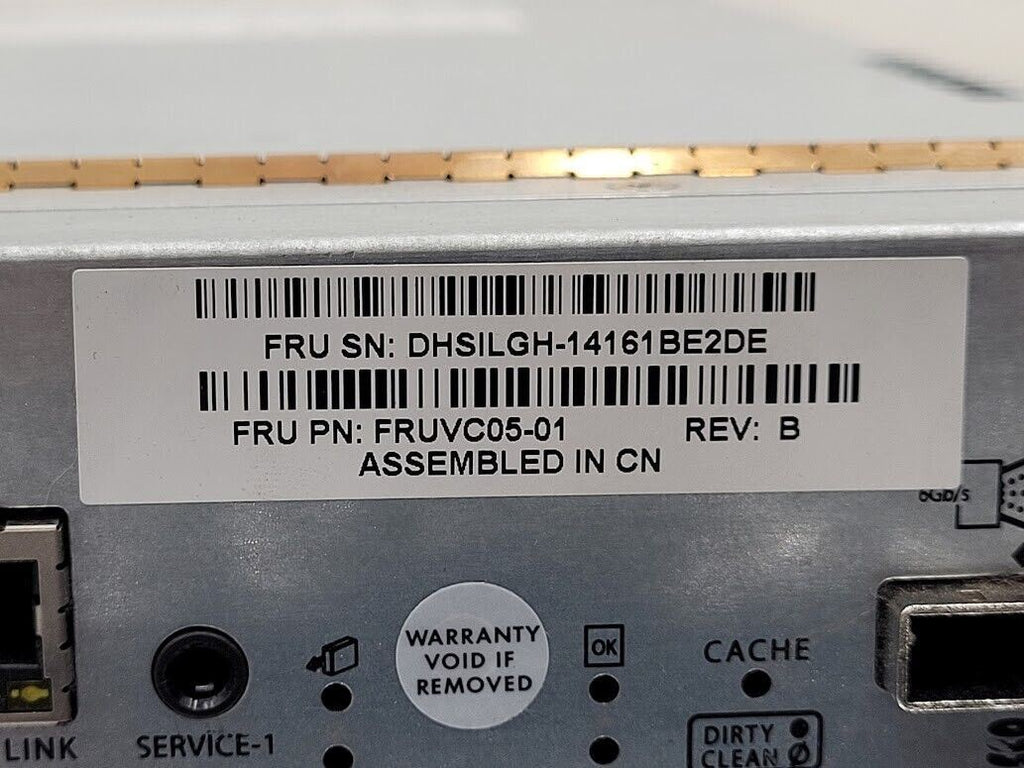 FRU SN: DHSILGH-14161BE2DE
FRU PN: FRUVC05-01 REV: B
ASSEMBLED IN CN
6Gb/s
WARRANTY
VOID IF
REMOVED
OK
CACHE
LINK
SERVICE-1
DIRTY
CLEAN